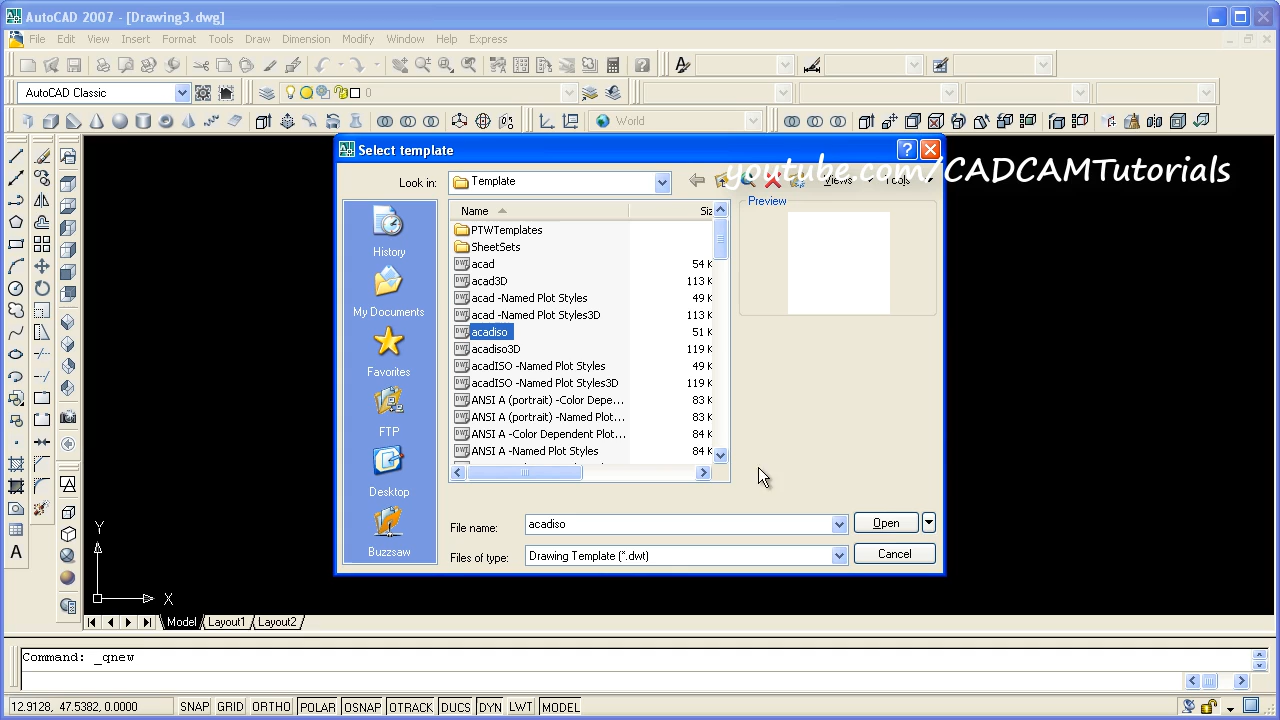 AutoCAD 2007 - [Drawing3.dwg]
File Edit View Insert Format Tools Draw Dimension Modify Window Help Express
AutoCAD Classic
0
World
Select template
youtube.com/CADCAMTutorials
Look in: Template
Views Tools
Name Siz
Preview
PTWTemplates
SheetSets
acad 54 K
acad3D 113 K
acad -Named Plot Styles 49 K
acad -Named Plot Styles3D 113 K
acadiso 51 K
acadiso3D 119 K
acadISO -Named Plot Styles 49 K
acadISO -Named Plot Styles3D 119 K
ANSI A (portrait) -Color Depe... 83 K
ANSI A (portrait) -Named Plot... 83 K
ANSI A -Color Dependent Plot... 84 K
ANSI A -Named Plot Styles 84 K
History
My Documents
Favorites
FTP
Desktop
Buzzsaw
File name: acadiso Open
Files of type: Drawing Template (*.dwt) Cancel
A
Y
X
Model Layout1 Layout2
Command: _qnew
12.9128, 47.5382, 0.0000 SNAP GRID ORTHO POLAR OSNAP OTRACK DUCS DYN LWT MODEL